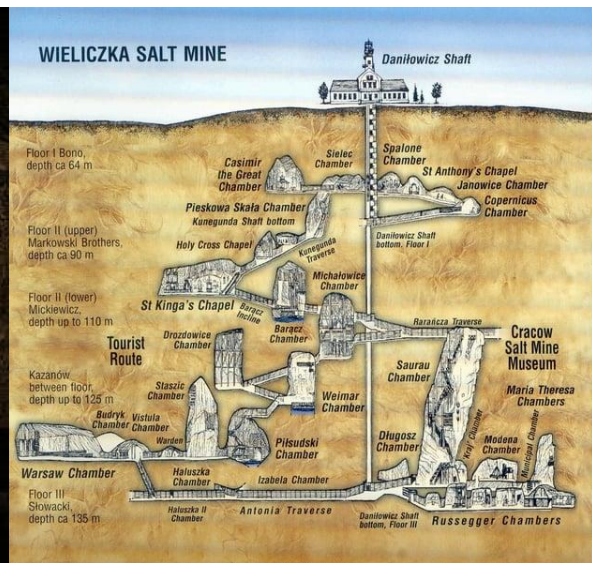 WIELICZKA SALT MINE
Daniłowicz Shaft
Floor I Bono,
depth ca 64 m
Casimir
the Great
Chamber
Sielec
Chamber
Spalone
Chamber
St Anthony's Chapel
Janowice Chamber
Copernicus
Chamber
Pieskowa Skała Chamber
Kunegunda Shaft bottom
Floor II (upper)
Markowski Brothers,
depth ca 90 m
Holy Cross Chapel
Kunegunda
Traverse
Daniłowicz Shaft
bottom, Floor I
Michałowice
Chamber
St Kinga's Chapel
Barącz
Incline
Barącz
Chamber
Floor II (lower)
Mickiewicz,
depth up to 110 m
Rarańcza Traverse
Cracow
Salt Mine
Museum
Tourist
Route
Drozdowice
Chamber
Saurau
Chamber
Kazanów
between floor,
depth up to 125 m
Staszic
Chamber
Weimar
Chamber
Maria Theresa
Chambers
Budryk
Chamber
Vistula
Chamber
Warden
Piłsudski
Chamber
Długosz
Chamber
"Kraj" Chamber
Modena
Chamber
Municipal Chamber
Warsaw Chamber
Haluszka
Chamber
Izabela Chamber
Floor III
Słowacki,
depth ca 135 m
Haluszka II
Chamber
Antonia Traverse
Daniłowicz Shaft
bottom, Floor III
Russegger Chambers